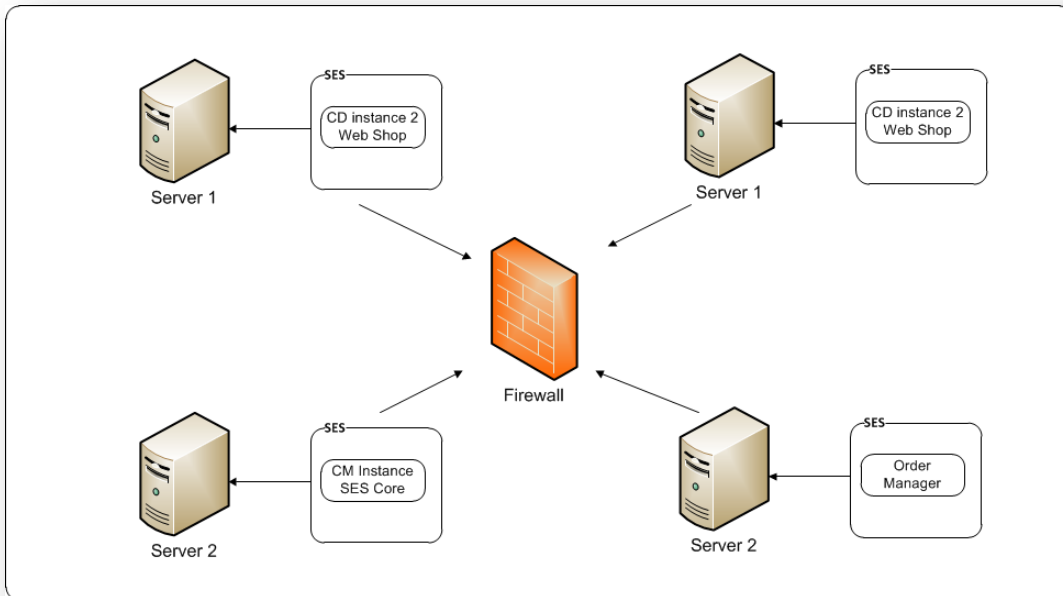 SES
CD instance 2
Web Shop
Server 1
SES
CD instance 2
Web Shop
Server 1
Firewall
SES
CM Instance
SES Core
Server 2
SES
Order
Manager
Server 2